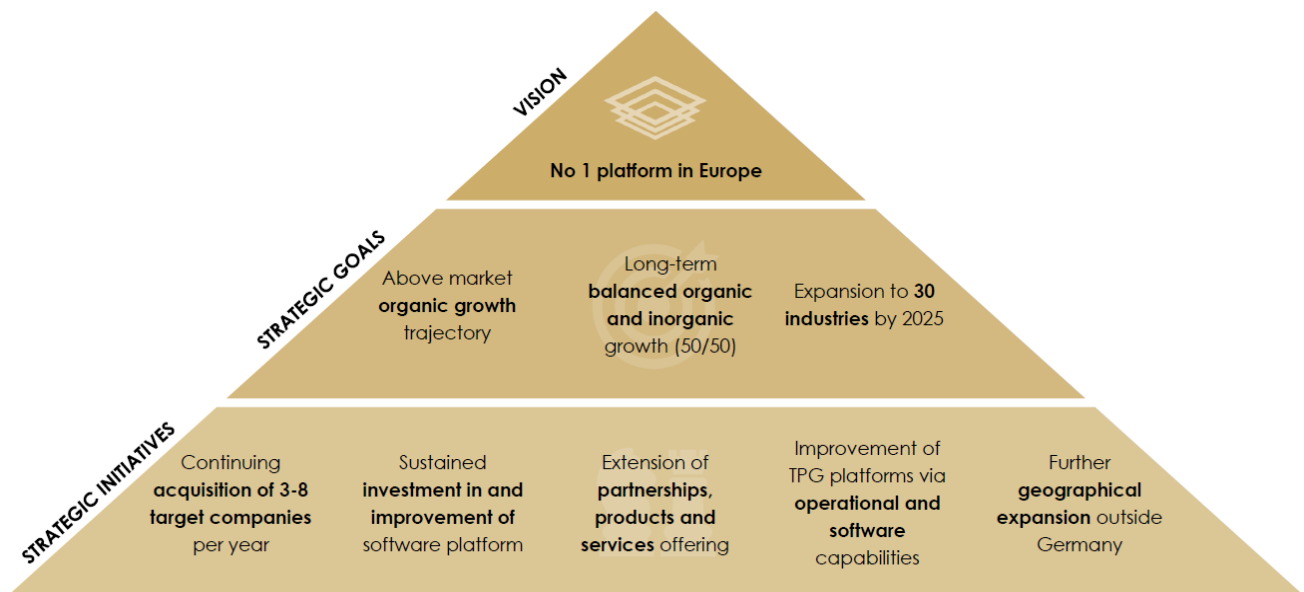 VISION
No 1 platform in Europe
STRATEGIC GOALS
Above market
organic growth
trajectory
Long-term
balanced organic
and inorganic
growth (50/50)
Expansion to 30
industries by 2025
STRATEGIC INITIATIVES
Continuing
acquisition of 3-8
target companies
per year
Sustained
investment in and
improvement of
software platform
Extension of
partnerships,
products and
services offering
Improvement of
TPG platforms via
operational and
software
capabilities
Further
geographical
expansion outside
Germany